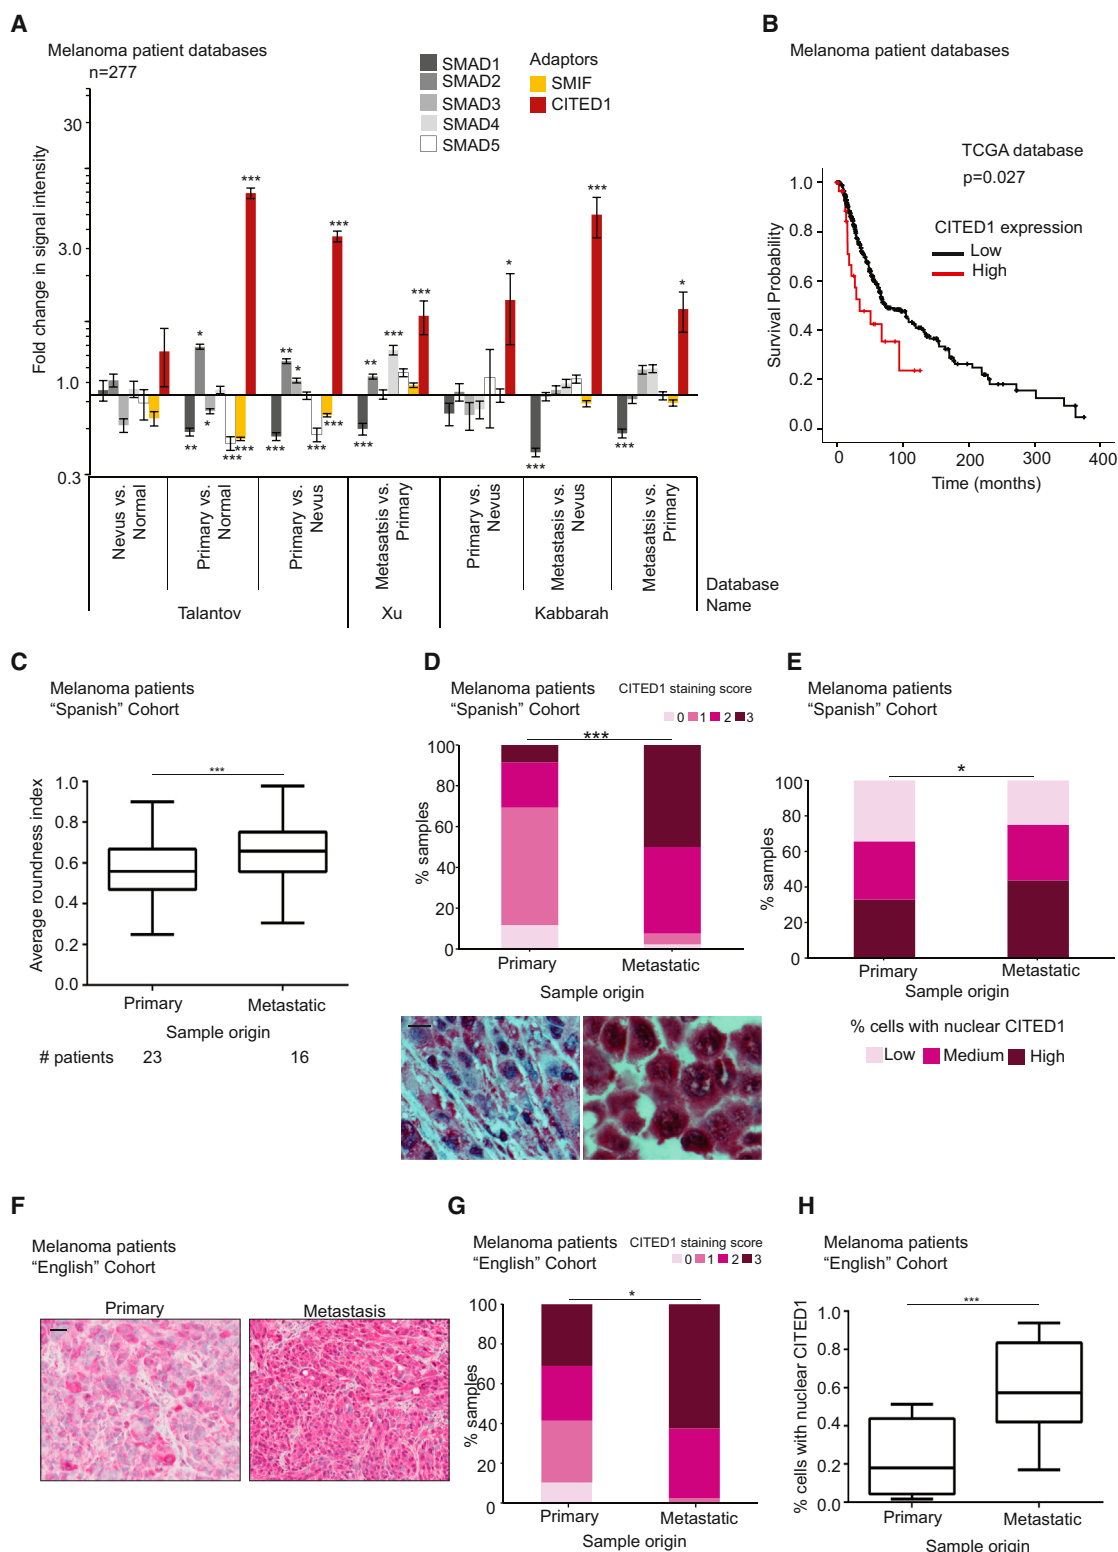 A
Melanoma patient databases
n=277
SMAD1
SMAD2
SMAD3
SMAD4
SMAD5
Adaptors
SMIF
CITED1
Fold change in signal intensity
30
3.0
1.0
0.3
*** *** *** *** * *** *
* ** * ** ***
** * *** *** *** *** *** *** *** *** ***
Nevus vs. Normal
Primary vs. Normal
Primary vs. Nevus
Metasatsis vs. Primary
Primary vs. Nevus
Metastasis vs. Nevus
Metasatsis vs. Primary
Talantov
Xu
Kabbarah
Database
Name
B
Melanoma patient databases
TCGA database
p=0.027
CITED1 expression
Low
High
Survival Probability
1.0
0.8
0.6
0.4
0.2
0.0
0 100 200 300 400
Time (months)
C
Melanoma patients
“Spanish” Cohort
***
Average roundness index
1.0
0.8
0.6
0.4
0.2
0.0
Primary Metastatic
Sample origin
# patients 23 16
D
Melanoma patients
“Spanish” Cohort
CITED1 staining score
0 1 2 3
***
% samples
100
80
60
40
20
0
Primary Metastatic
Sample origin
E
Melanoma patients
“Spanish” Cohort
*
% samples
100
80
60
40
20
0
Primary Metastatic
Sample origin
% cells with nuclear CITED1
Low Medium High
F
Melanoma patients
“English” Cohort
Primary Metastasis
G
Melanoma patients
“English” Cohort
CITED1 staining score
0 1 2 3
*
% samples
100
80
60
40
20
0
Primary Metastatic
Sample origin
H
Melanoma patients
“English” Cohort
***
% cells with nuclear CITED1
1.0
0.8
0.6
0.4
0.2
0.0
Primary Metastatic
Sample origin